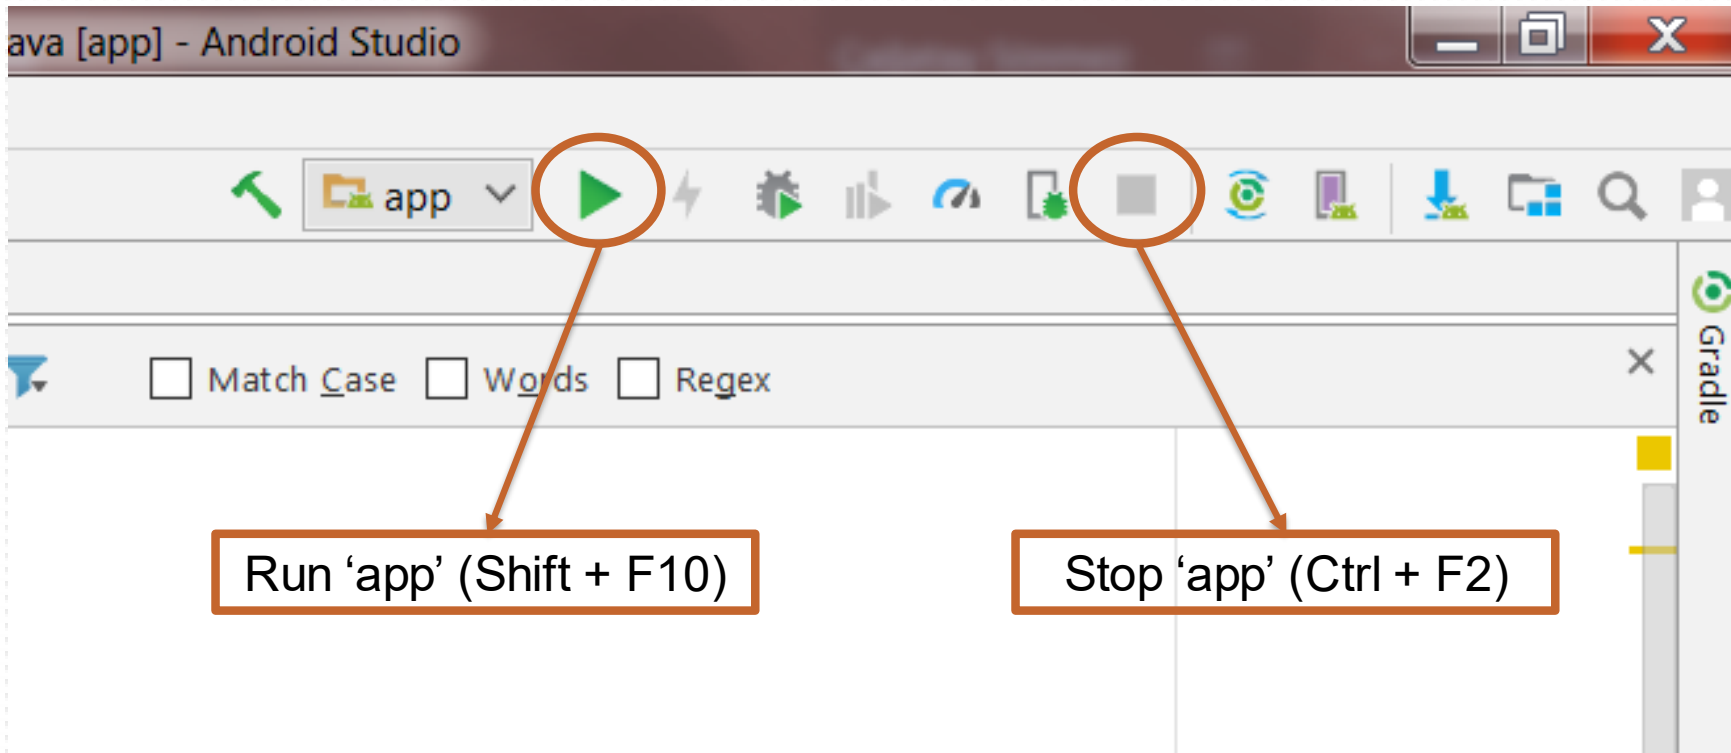 ava [app] - Android Studio
app
Match Case Words Regex
Gradle
Run ‘app’ (Shift + F10)
Stop ‘app’ (Ctrl + F2)